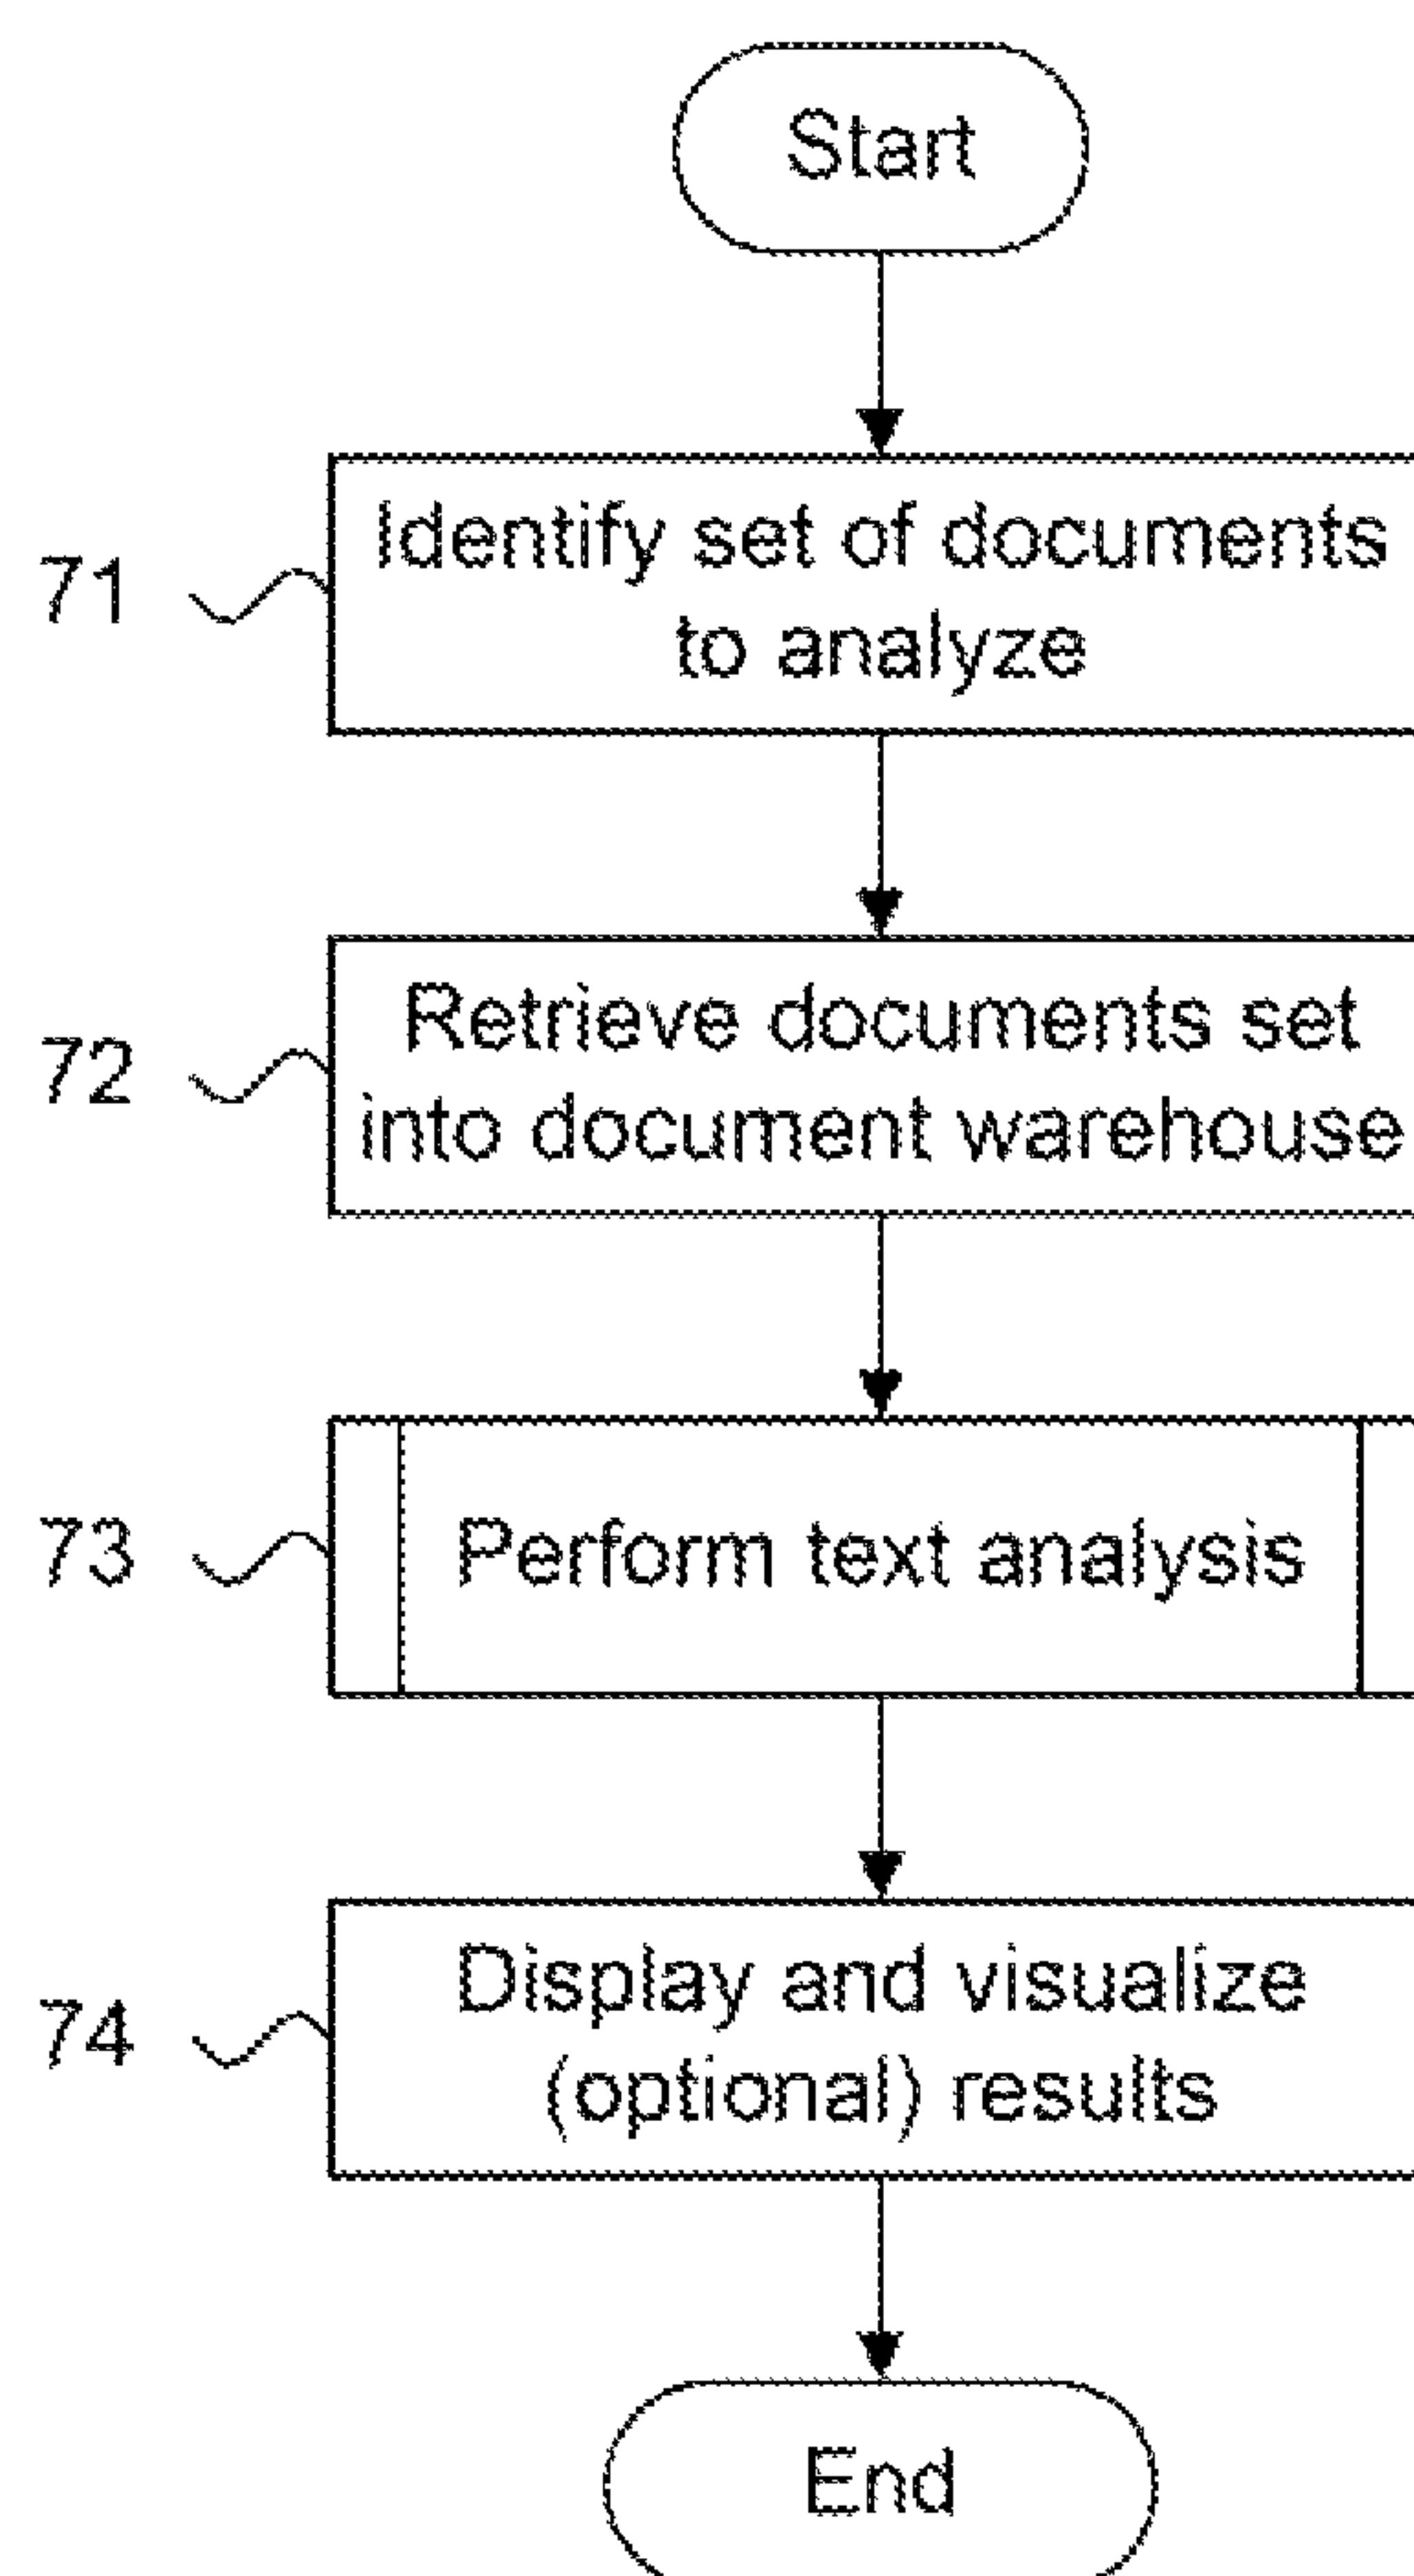 Start
71
Identify set of documents
to analyze
72
Retrieve documents set
into document warehouse
73
Perform text analysis
74
Display and visualize
(optional) results
End